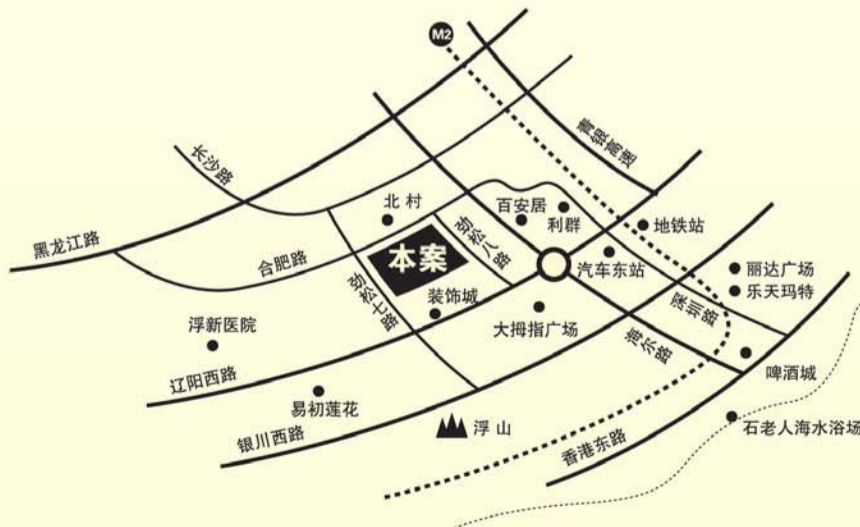 M2
青银高速
长沙路
北村
百安居
利群
地铁站
黑龙江路
合肥路
本案
劲松八路
汽车东站
丽达广场
乐天玛特
劲松七路
装饰城
大拇指广场
深圳路
浮新医院
海尔路
辽阳西路
啤酒城
易初莲花
银川西路
浮山
香港东路
石老人海水浴场